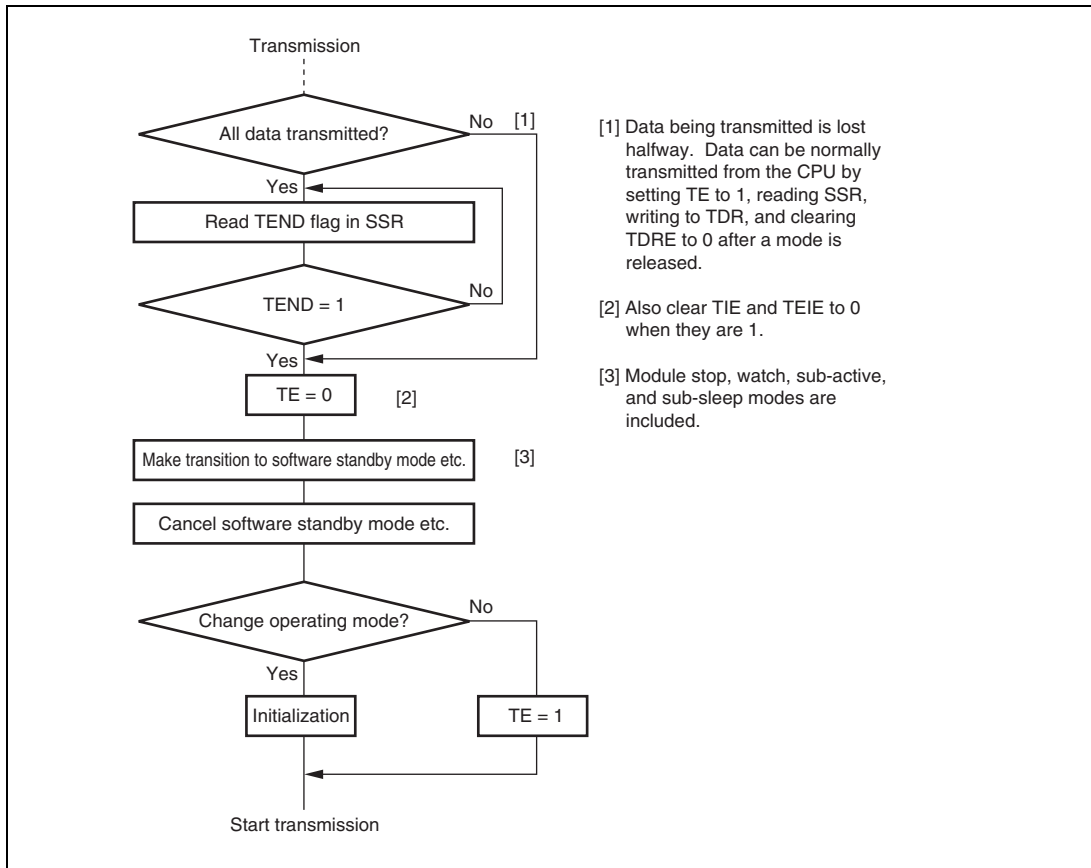 Transmission
All data transmitted?
No
[1]
Yes
Read TEND flag in SSR
TEND = 1
No
Yes
TE = 0
[2]
Make transition to software standby mode etc.
[3]
Cancel software standby mode etc.
Change operating mode?
No
Yes
Initialization
TE = 1
Start transmission
[1] Data being transmitted is lost
halfway. Data can be normally
transmitted from the CPU by
setting TE to 1, reading SSR,
writing to TDR, and clearing
TDRE to 0 after a mode is
released.
[2] Also clear TIE and TEIE to 0
when they are 1.
[3] Module stop, watch, sub-active,
and sub-sleep modes are
included.